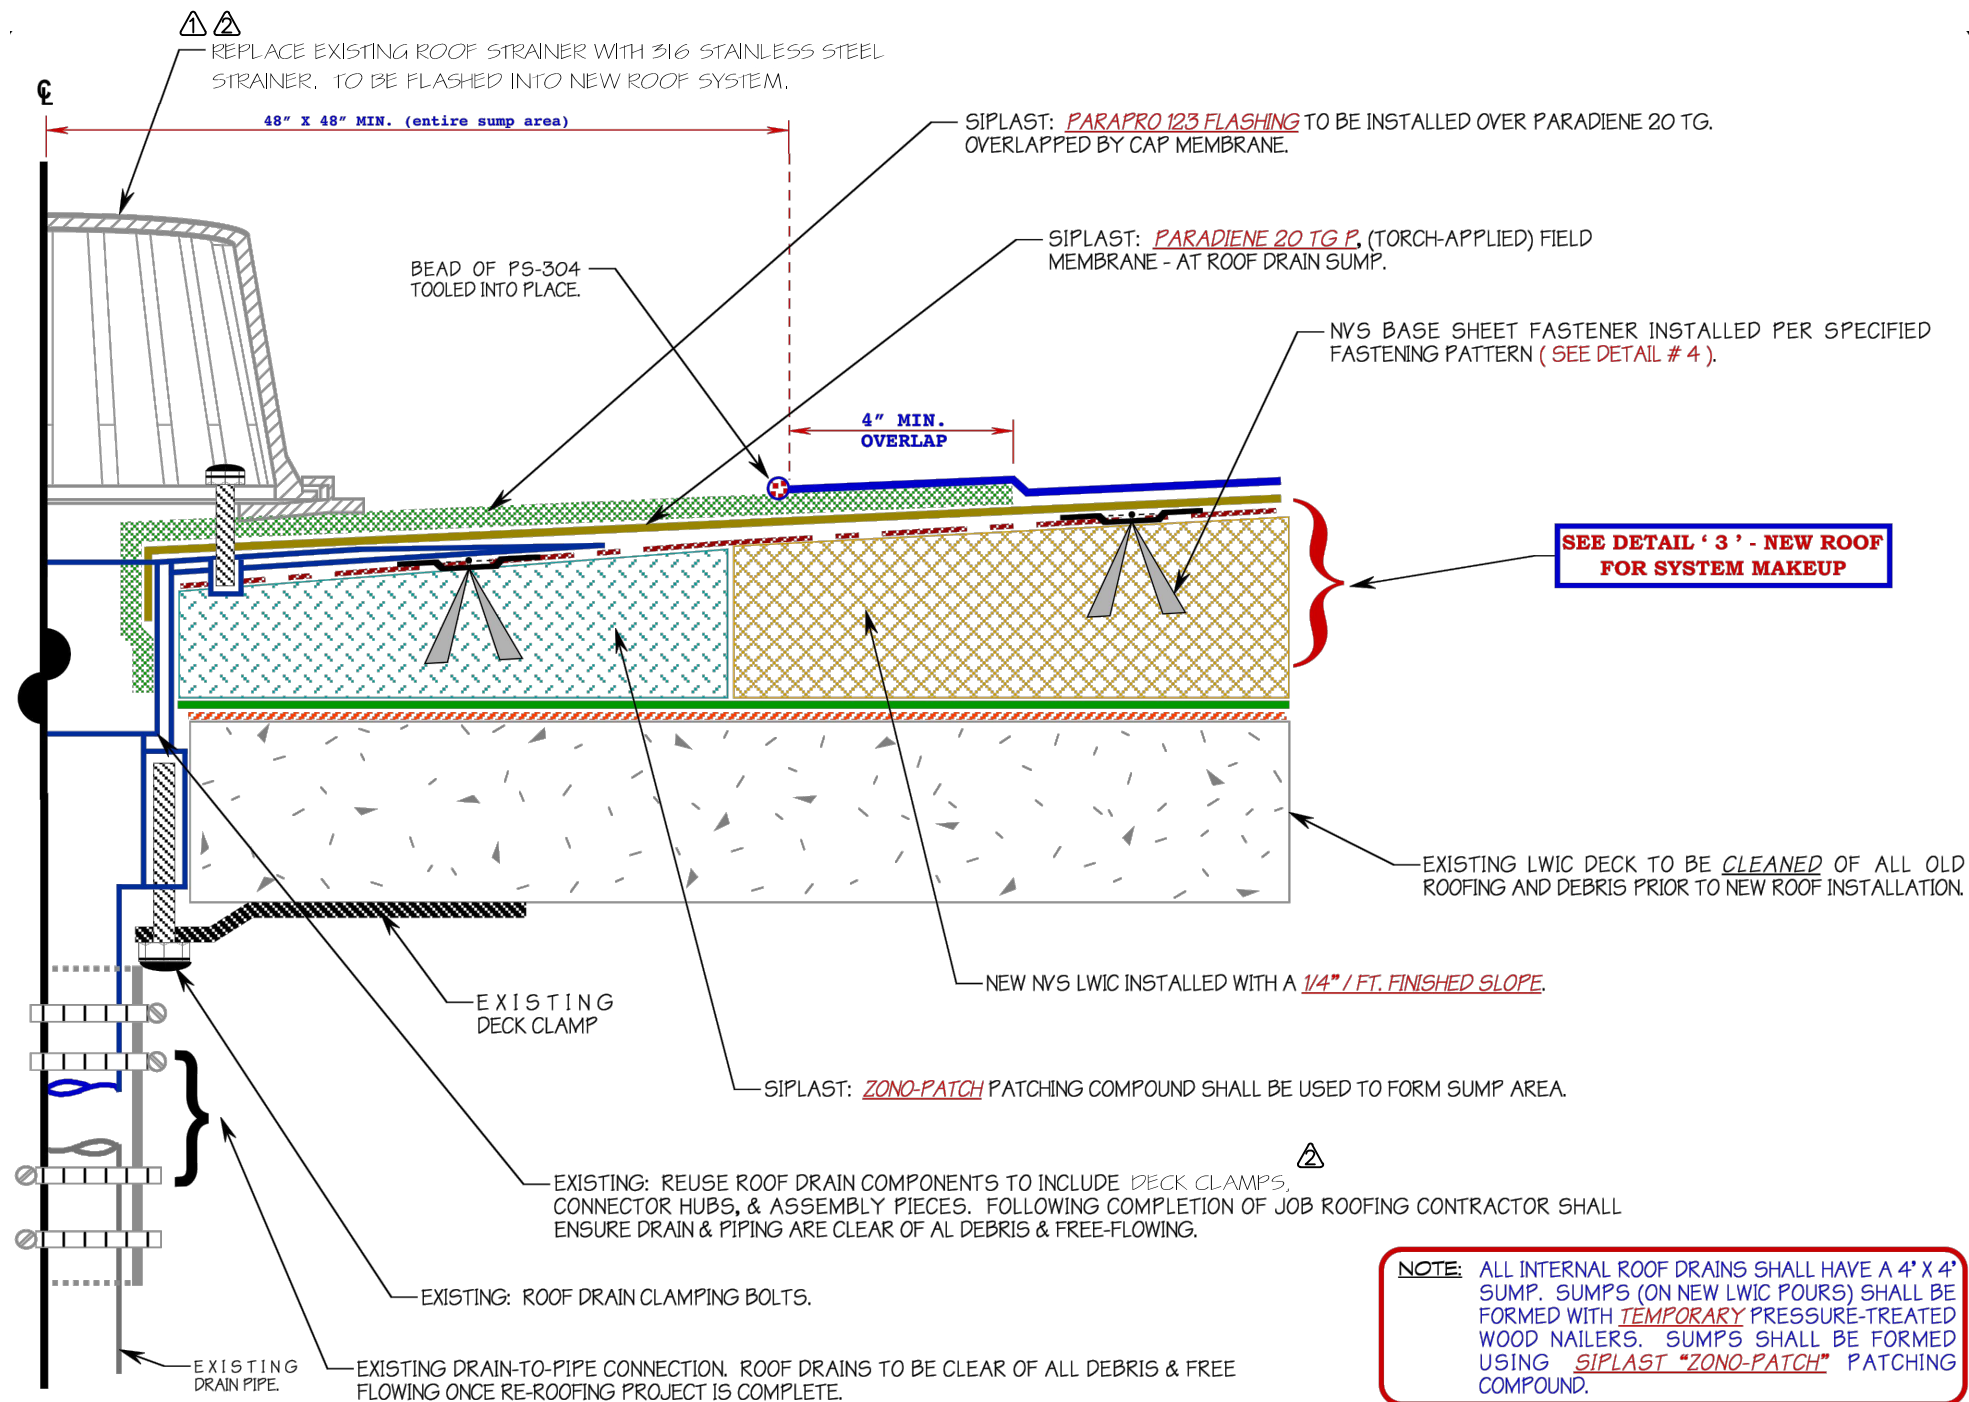 1 2
REPLACE EXISTING ROOF STRAINER WITH 316 STAINLESS STEEL
STRAINER. TO BE FLASHED INTO NEW ROOF SYSTEM.
℄
48" X 48" MIN. (entire sump area)
SIPLAST: PARAPRO 123 FLASHING TO BE INSTALLED OVER PARADIENE 20 TG.
OVERLAPPED BY CAP MEMBRANE.
SIPLAST: PARADIENE 20 TG P, (TORCH-APPLIED) FIELD
MEMBRANE - AT ROOF DRAIN SUMP.
BEAD OF PS-304
TOOLED INTO PLACE.
NVS BASE SHEET FASTENER INSTALLED PER SPECIFIED
FASTENING PATTERN ( SEE DETAIL # 4 ).
4" MIN.
OVERLAP
SEE DETAIL ‘ 3 ’ - NEW ROOF
FOR SYSTEM MAKEUP
EXISTING LWIC DECK TO BE CLEANED OF ALL OLD
ROOFING AND DEBRIS PRIOR TO NEW ROOF INSTALLATION.
NEW NVS LWIC INSTALLED WITH A 1/4" / FT. FINISHED SLOPE.
EXISTING
DECK CLAMP
SIPLAST: ZONO-PATCH PATCHING COMPOUND SHALL BE USED TO FORM SUMP AREA.
2
EXISTING: REUSE ROOF DRAIN COMPONENTS TO INCLUDE DECK CLAMPS,
CONNECTOR HUBS, & ASSEMBLY PIECES. FOLLOWING COMPLETION OF JOB ROOFING CONTRACTOR SHALL
ENSURE DRAIN & PIPING ARE CLEAR OF AL DEBRIS & FREE-FLOWING.
EXISTING: ROOF DRAIN CLAMPING BOLTS.
EXISTING
DRAIN PIPE.
EXISTING DRAIN-TO-PIPE CONNECTION. ROOF DRAINS TO BE CLEAR OF ALL DEBRIS & FREE
FLOWING ONCE RE-ROOFING PROJECT IS COMPLETE.
NOTE: ALL INTERNAL ROOF DRAINS SHALL HAVE A 4' X 4'
SUMP. SUMPS (ON NEW LWIC POURS) SHALL BE
FORMED WITH TEMPORARY PRESSURE-TREATED
WOOD NAILERS. SUMPS SHALL BE FORMED
USING SIPLAST “ZONO-PATCH” PATCHING
COMPOUND.